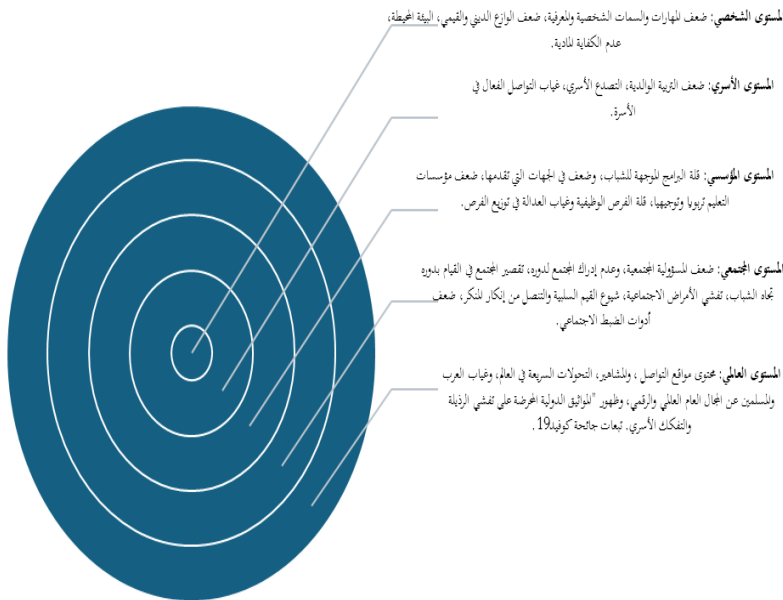 المستوى الشخصي: ضعف المهارات والسمات الشخصية والمعرفية، ضعف الوازع الديني والقيمي، البيئة المحيطة،
عدم الكفاية المادية.
المستوى الأسري: ضعف التربية الوالدية، التصدع الأسري، غياب التواصل الفعال في
الأسرة.
المستوى المؤسسي: قلة البرامج الموجهة للشباب، وضعف في الجهات التي تقدمها، ضعف مؤسسات
التعليم تربويا وتوجيهيا، قلة الفرص الوظيفية وغياب العدالة في توزيع الفرص.
المستوى المجتمعي: ضعف المسؤولية المجتمعية، وعدم إدراك المجتمع لدوره، تقصير المجتمع في القيام بدوره
تجاه الشباب، تفشي الأمراض الاجتماعية، شيوع القيم السلبية والتنصل من إنكار المنكر، ضعف
أدوات الضبط الاجتماعي.
المستوى العالمي: محتوى مواقع التواصل ، والمشاهير، التحولات السريعة في العالم، وغياب العرب
والمسلمين عن المجال العام العالمي والرقمي، وظهور "المواثيق الدولية المحرضة على تفشي الرذيلة
والتفكك الأسري. تبعات جائحة كوفيد19 .